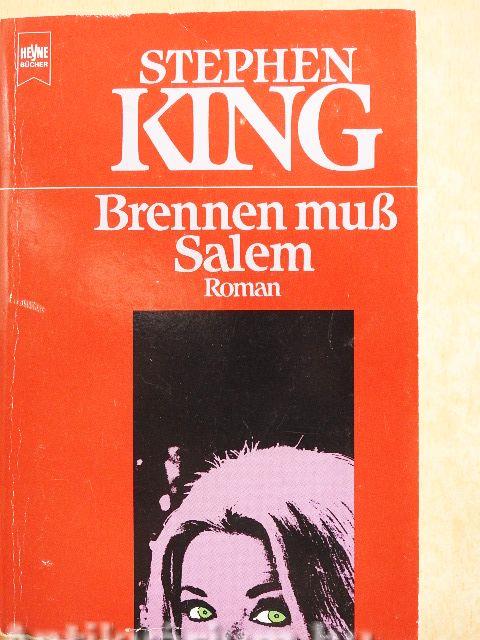 HEYNE
BÜCHER
STEPHEN
KING
Brennen muß
Salem
Roman